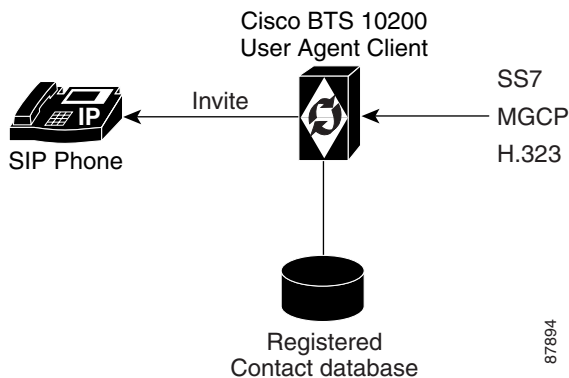 Cisco BTS 10200
User Agent Client
Invite
SS7
MGCP
H.323
IP
SIP Phone
Registered
Contact database
87894